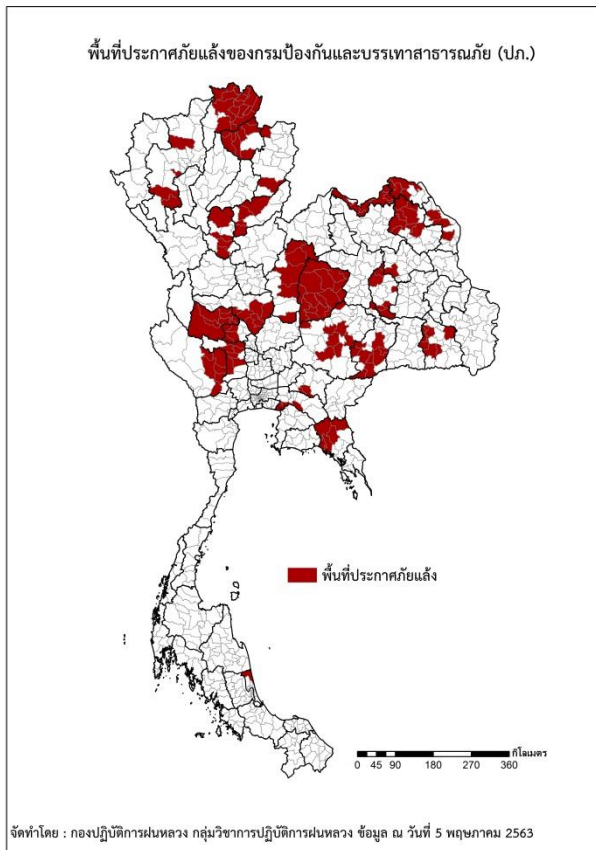 พื้นที่ประกาศภัยแล้งของกรมป้องกันและบรรเทาสาธารณภัย (ปภ.)
พื้นที่ประกาศภัยแล้ง
กิโลเมตร
0 45 90 180 270 360
จัดทำโดย : กองปฏิบัติการฝนหลวง กลุ่มวิชาการปฏิบัติการฝนหลวง ข้อมูล ณ วันที่ 5 พฤษภาคม 2563